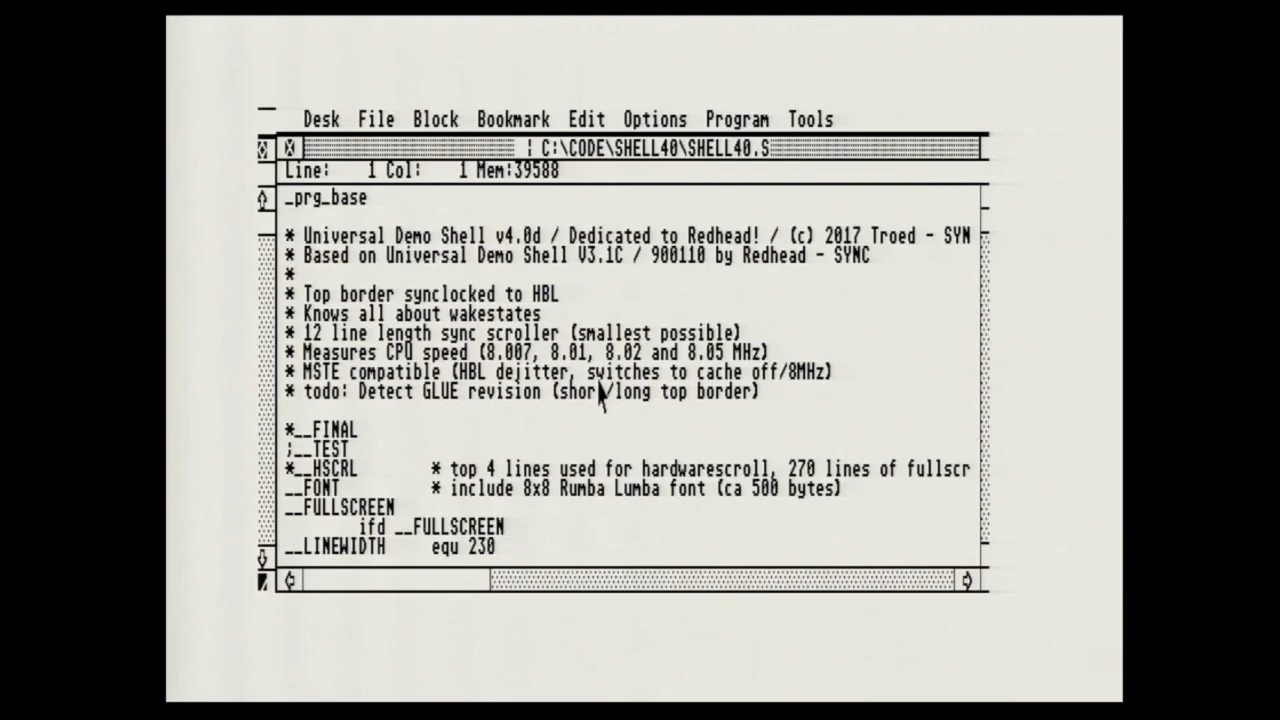 Desk File Block Bookmark Edit Options Program Tools
¦ C:\CODE\SHELL40\SHELL40.S
Line: 1 Col: 1 Mem:39588
_prg_base
* Universal Demo Shell v4.0d / Dedicated to Redhead! / (c) 2017 Troed - SYN
* Based on Universal Demo Shell V3.1C / 900110 by Redhead - SYNC
*
* Top border synclocked to HBL
* Knows all about wakestates
* 12 line length sync scroller (smallest possible)
* Measures CPU speed (8.007, 8.01, 8.02 and 8.05 MHz)
* MSTE compatible (HBL dejitter, switches to cache off/8MHz)
* todo: Detect GLUE revision (short/long top border)
*__FINAL
;__TEST
*__HSCRL * top 4 lines used for hardwarescroll, 270 lines of fullscr
__FONT * include 8x8 Rumba Lumba font (ca 500 bytes)
__FULLSCREEN
ifd __FULLSCREEN
__LINEWIDTH equ 230